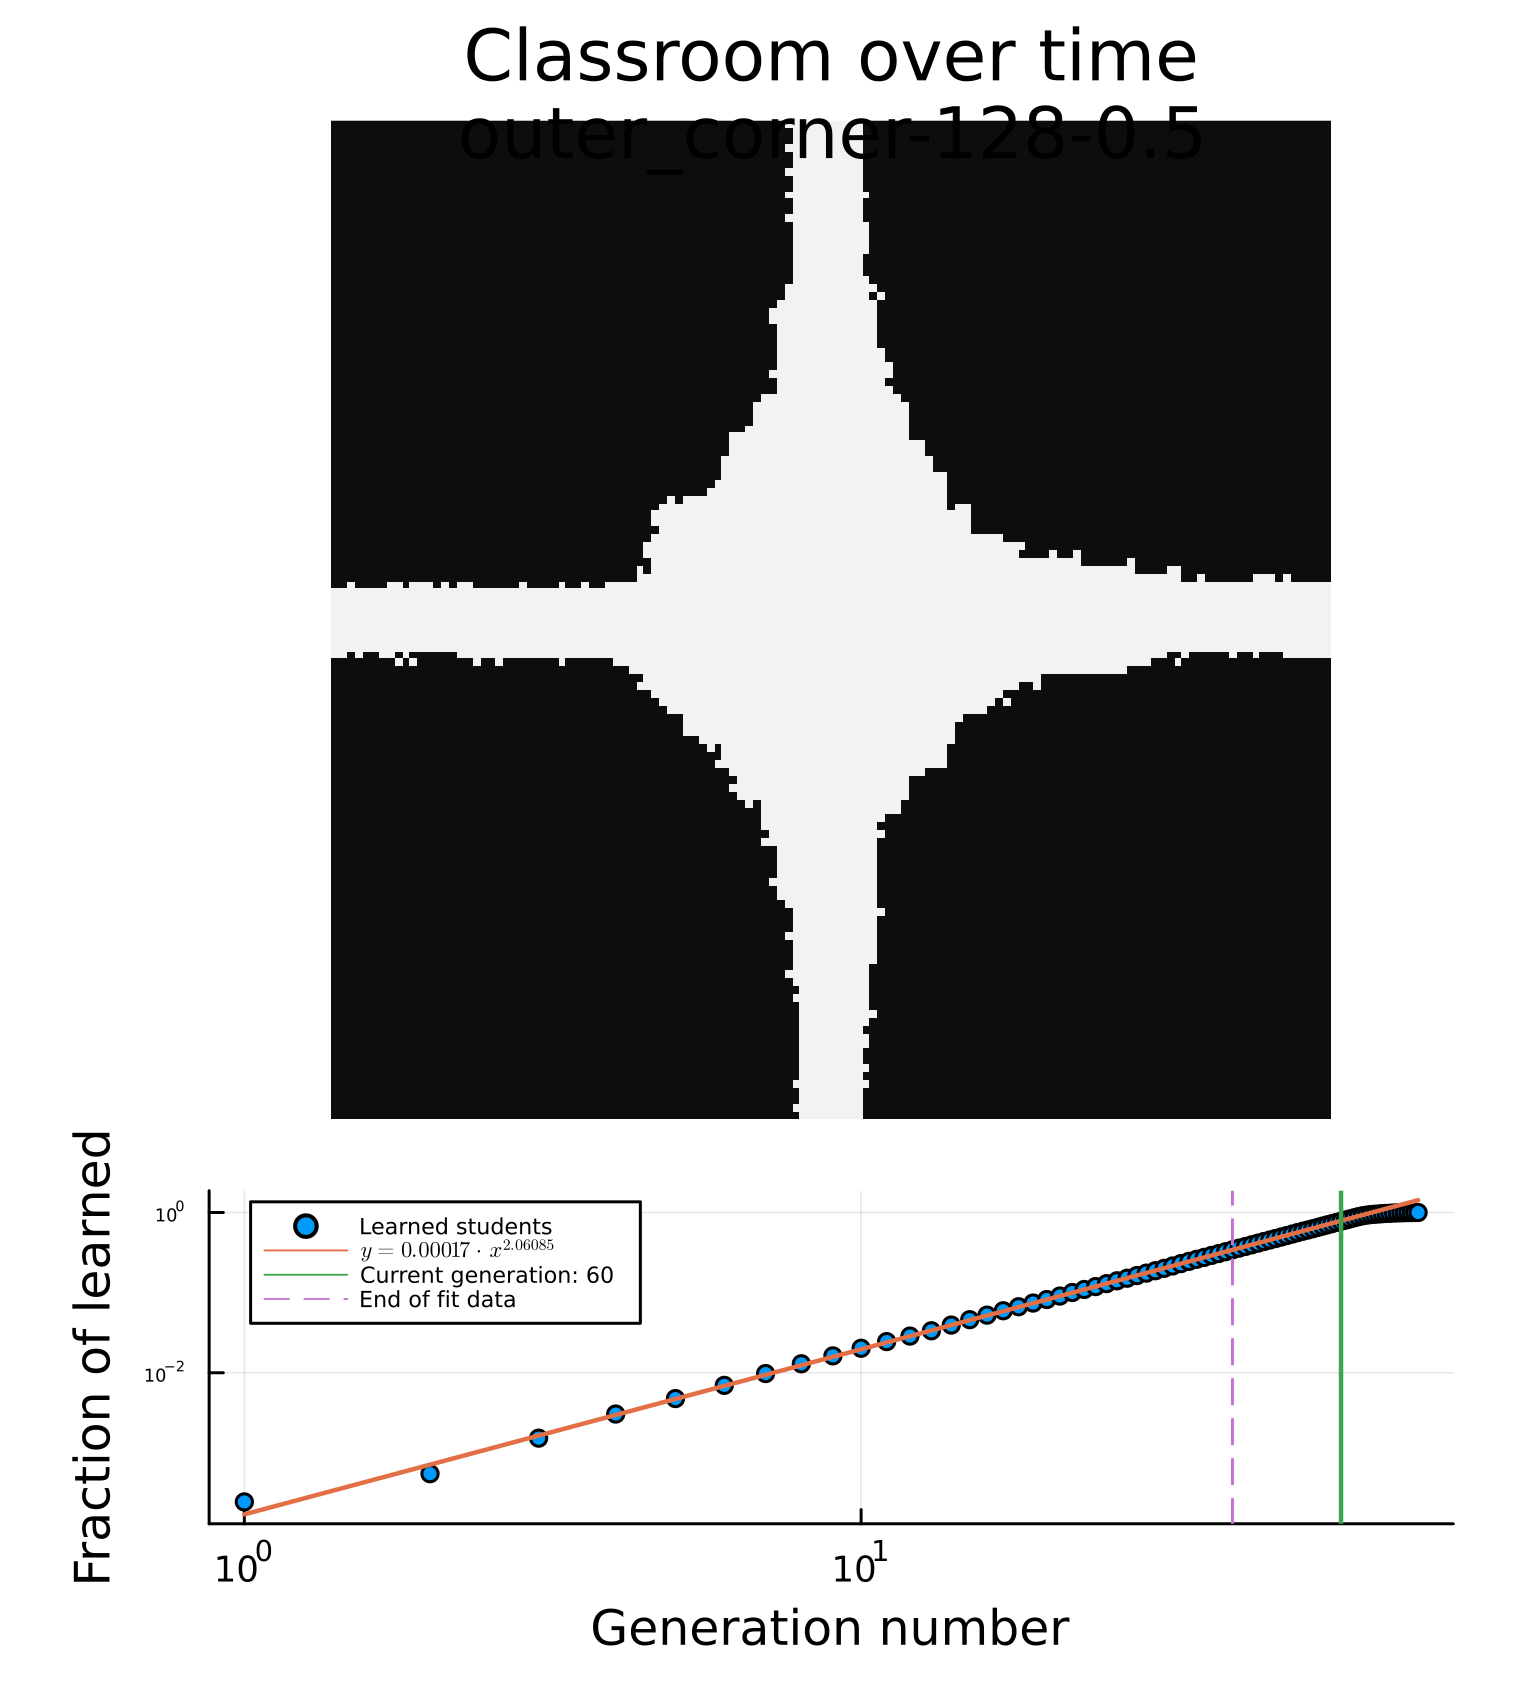 Classroom over time
outer_corner-128-0.5
Fraction of learned
10⁰
10⁻²
Learned students
y = 0.00017 · x^2.06085
Current generation: 60
End of fit data
10⁰
10¹
Generation number